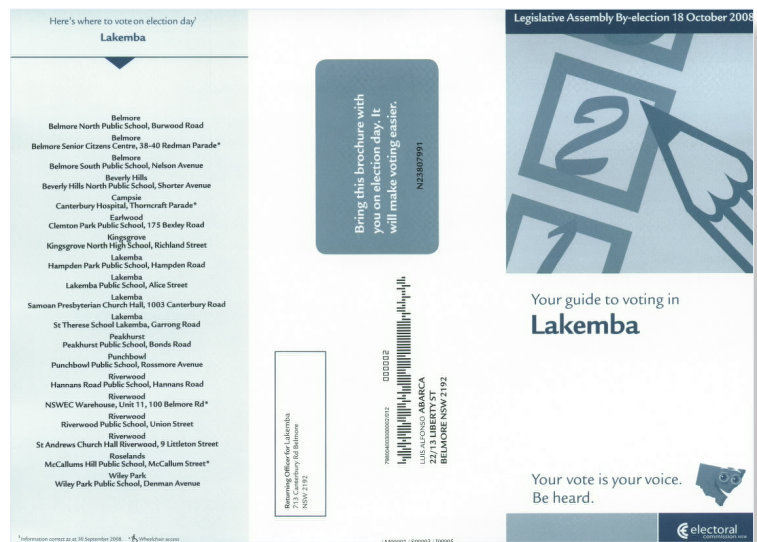 Here's where to vote on election day¹
Lakemba
Belmore
Belmore North Public School, Burwood Road
Belmore
Belmore Senior Citzens Centre, 38-40 Redman Parade*
Belmore
Belmore South Public School, Nelson Avenue
Beverly Hills
Beverly Hills North Public School, Shorter Avenue
Campsie
Canterbury Hospital, Thorncraft Parade*
Earlwood
Clemton Park Public School, 175 Bexley Road
Kingsgrove
Kingsgrove North High School, Richland Street
Lakemba
Hampden Park Public School, Hampden Road
Lakemba
Lakemba Public School, Alice Street
Lakemba
Samoan Presbyterian Church Hall, 1003 Canterbury Road
Lakemba
St Therese School Lakemba, Garrong Road
Peakhurst
Peakhurst Public School, Bonds Road
Punchbowl
Punchbowl Public School, Rossmore Avenue
Riverwood
Hannans Road Public School, Hannans Road
Riverwood
NSWEC Warehouse, Unit 11, 100 Belmore Rd*
Riverwood
Riverwood Public School, Union Street
Riverwood
St Andrews Church Hall Riverwood, 9 Littleton Street
Roselands
McCallums Hill Public School, McCallum Street*
Wiley Park
Wiley Park Public School, Denman Avenue
¹Information correct as at 30 September 2008. * Wheelchair access
Bring this brochure with
you on election day. It
will make voting easier.
N23807991
Returning Officer for Lakemba
713 Canterbury Rd Belmore
NSW 2192
000002
LUIS ALFONSO ABARCA
22/13 LIBERTY ST
BELMORE NSW 2192
Legislative Assembly By-election 18 October 2008
2
1
Your guide to voting in
Lakemba
Your vote is your voice.
Be heard.
electoral
commission NSW